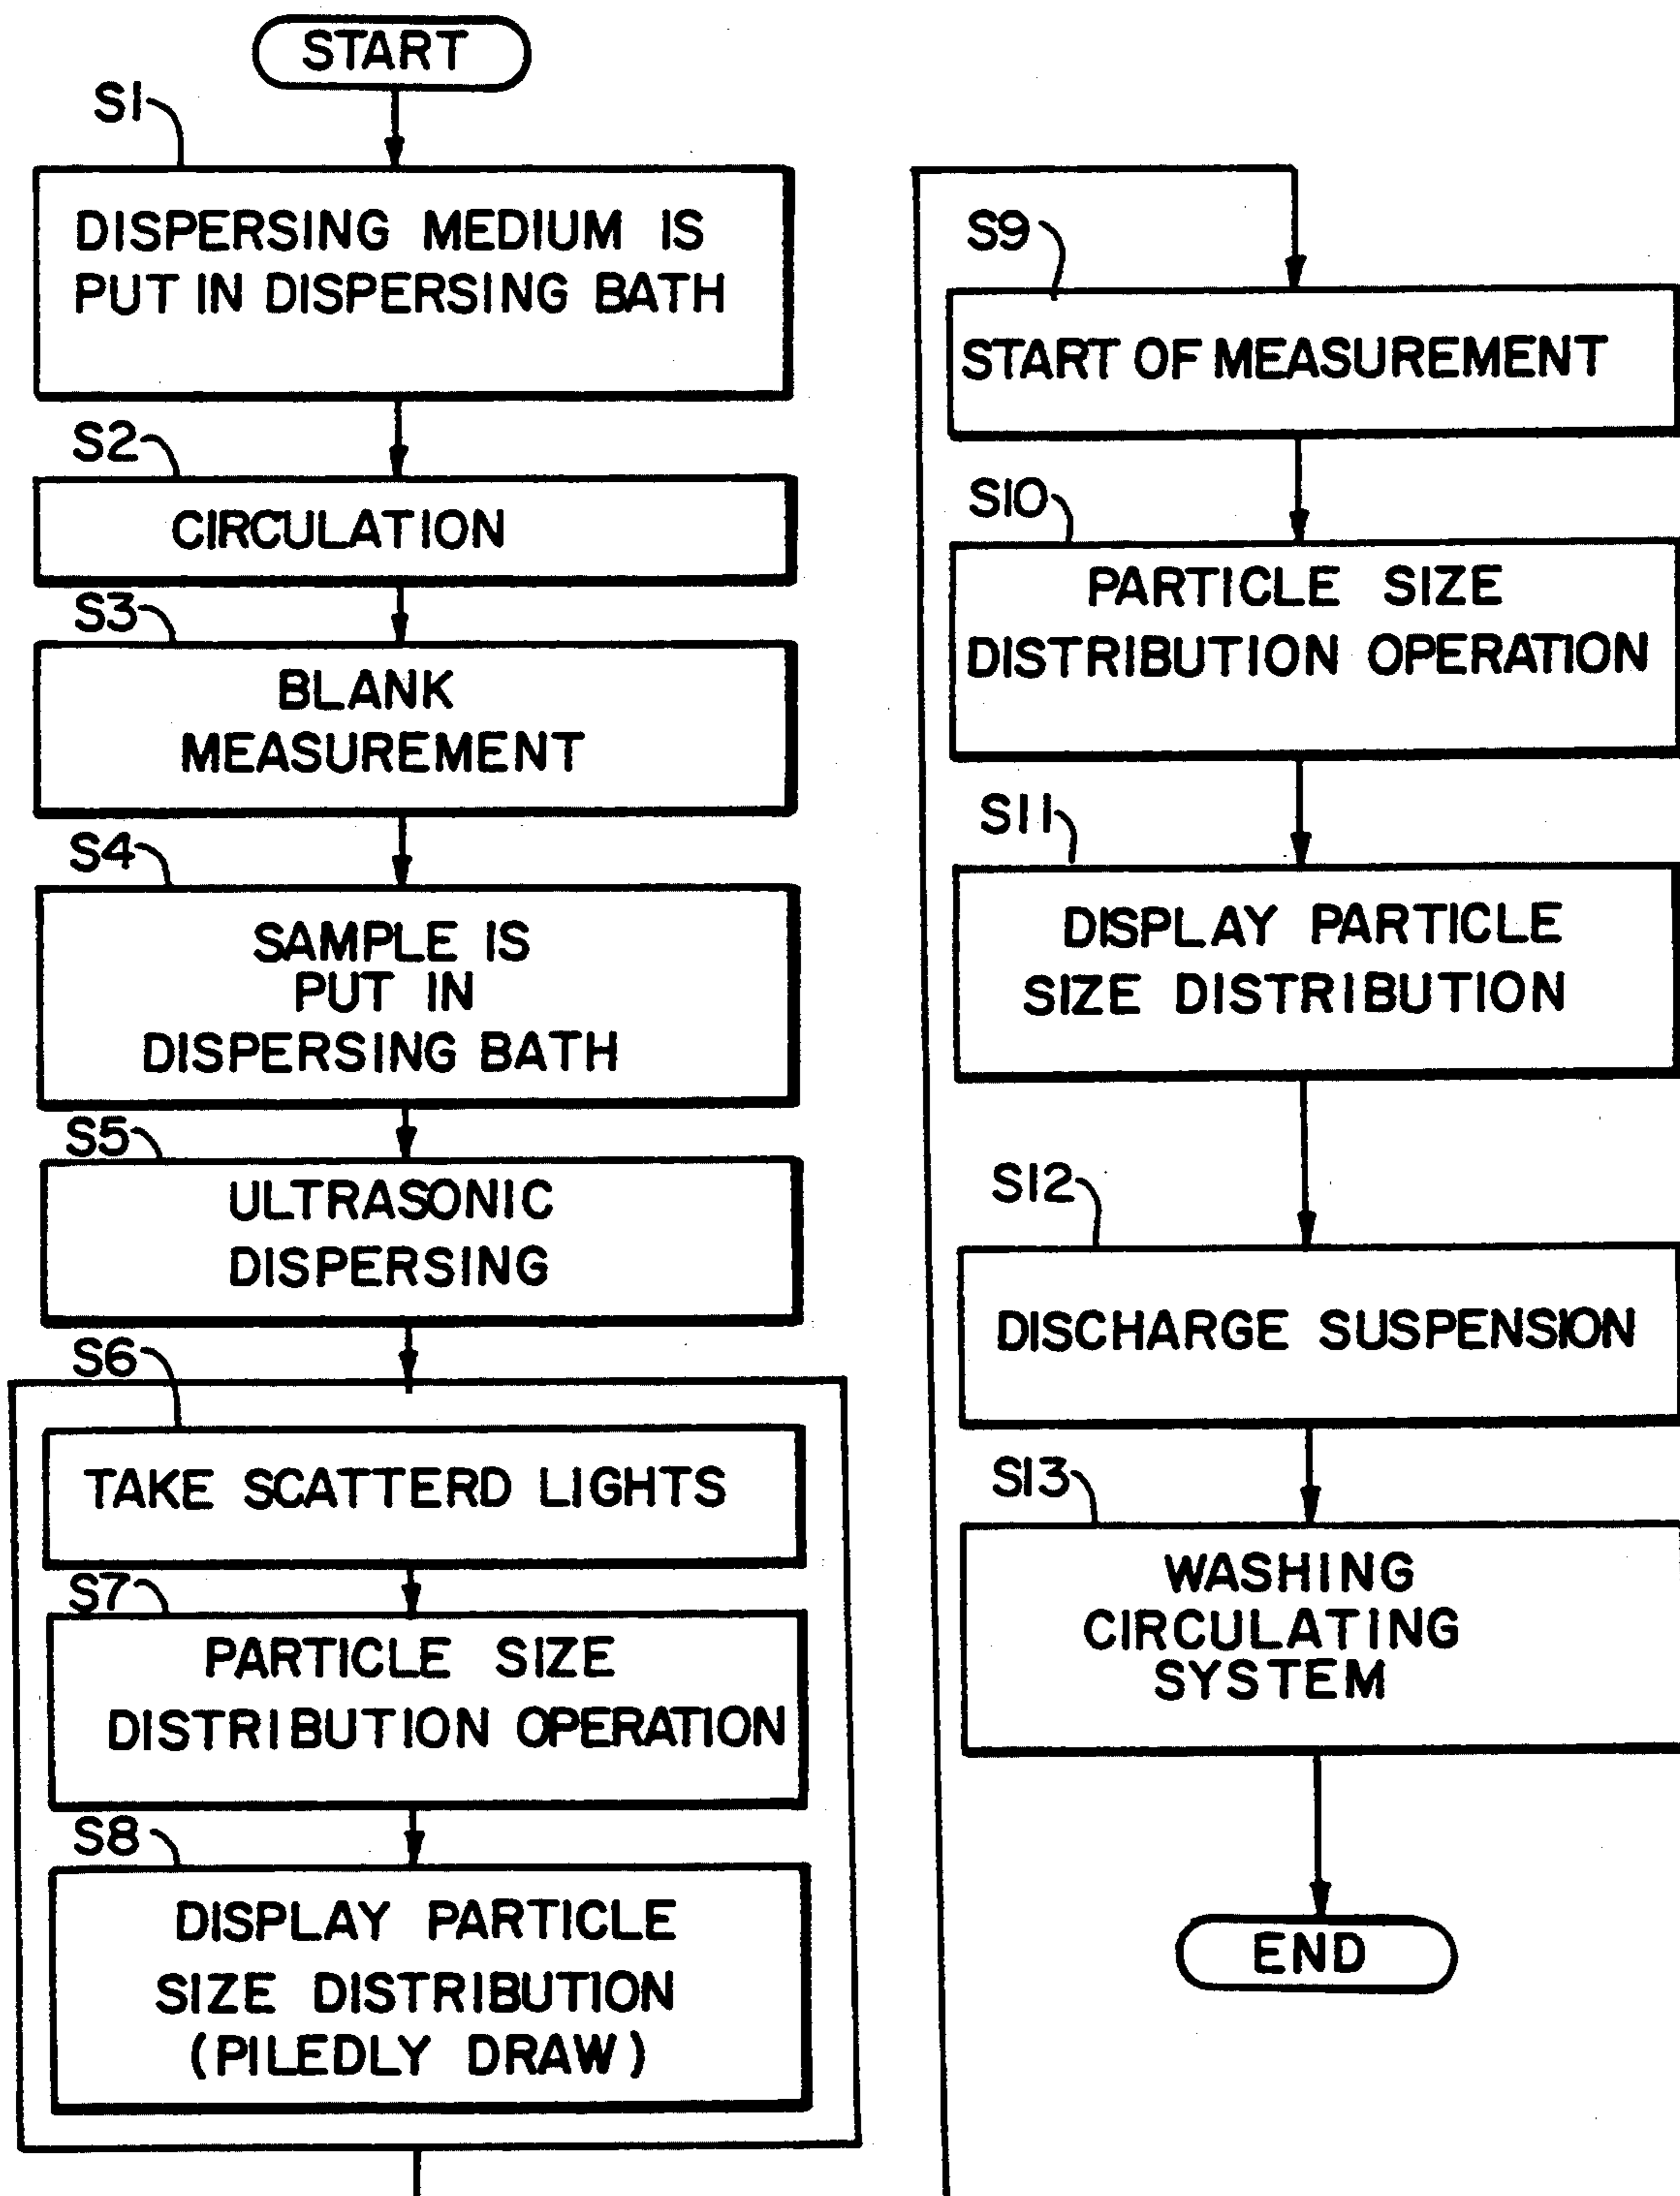 START
S1
DISPERSING MEDIUM IS
PUT IN DISPERSING BATH
S2
CIRCULATION
S3
BLANK
MEASUREMENT
S4
SAMPLE IS
PUT IN
DISPERSING BATH
S5
ULTRASONIC
DISPERSING
S6
TAKE SCATTERD LIGHTS
S7
PARTICLE SIZE
DISTRIBUTION OPERATION
S8
DISPLAY PARTICLE
SIZE DISTRIBUTION
(PILEDLY DRAW)
S9
START OF MEASUREMENT
S10
PARTICLE SIZE
DISTRIBUTION OPERATION
S11
DISPLAY PARTICLE
SIZE DISTRIBUTION
S12
DISCHARGE SUSPENSION
S13
WASHING
CIRCULATING
SYSTEM
END